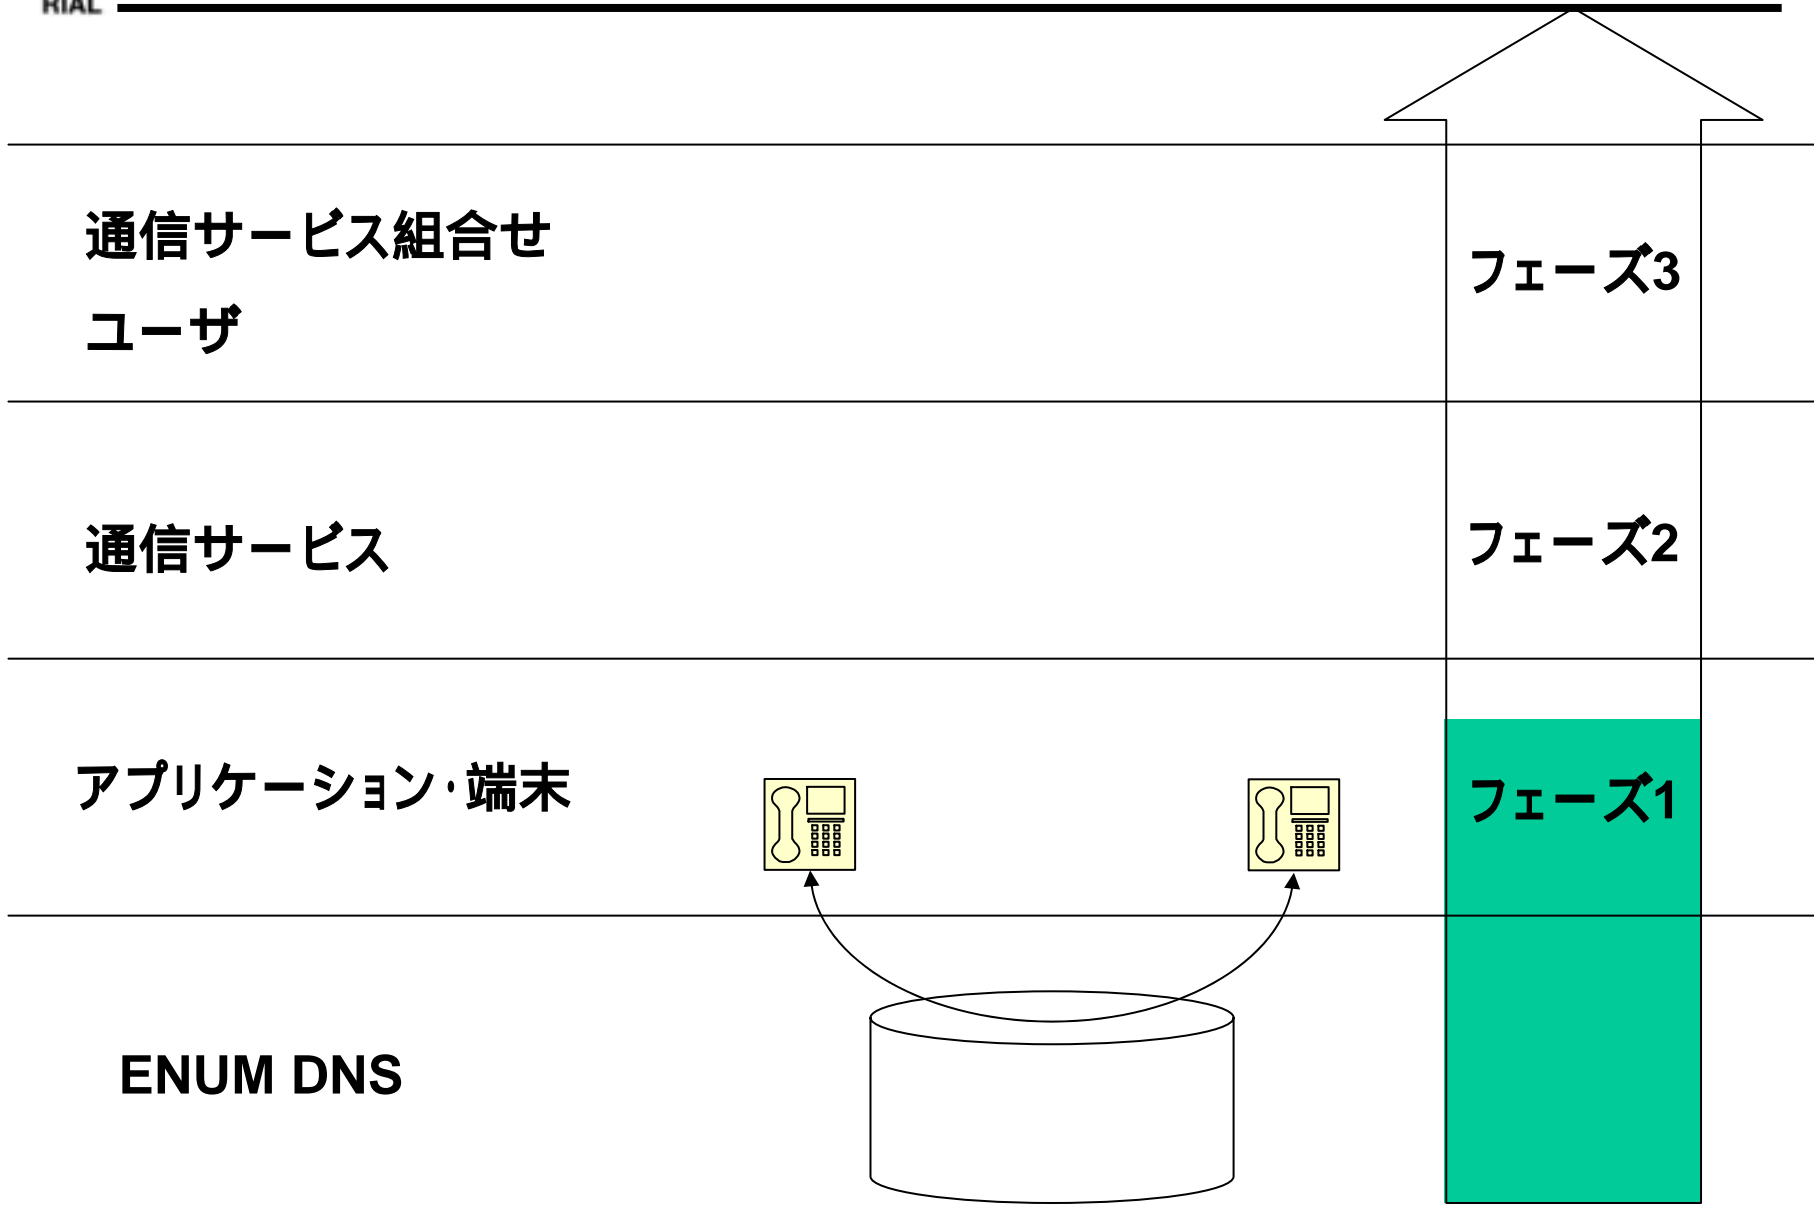 RIAL
通信サービス組合せ
ユーザ
フェーズ3
通信サービス
フェーズ2
アプリケーション・端末
フェーズ1
ENUM DNS